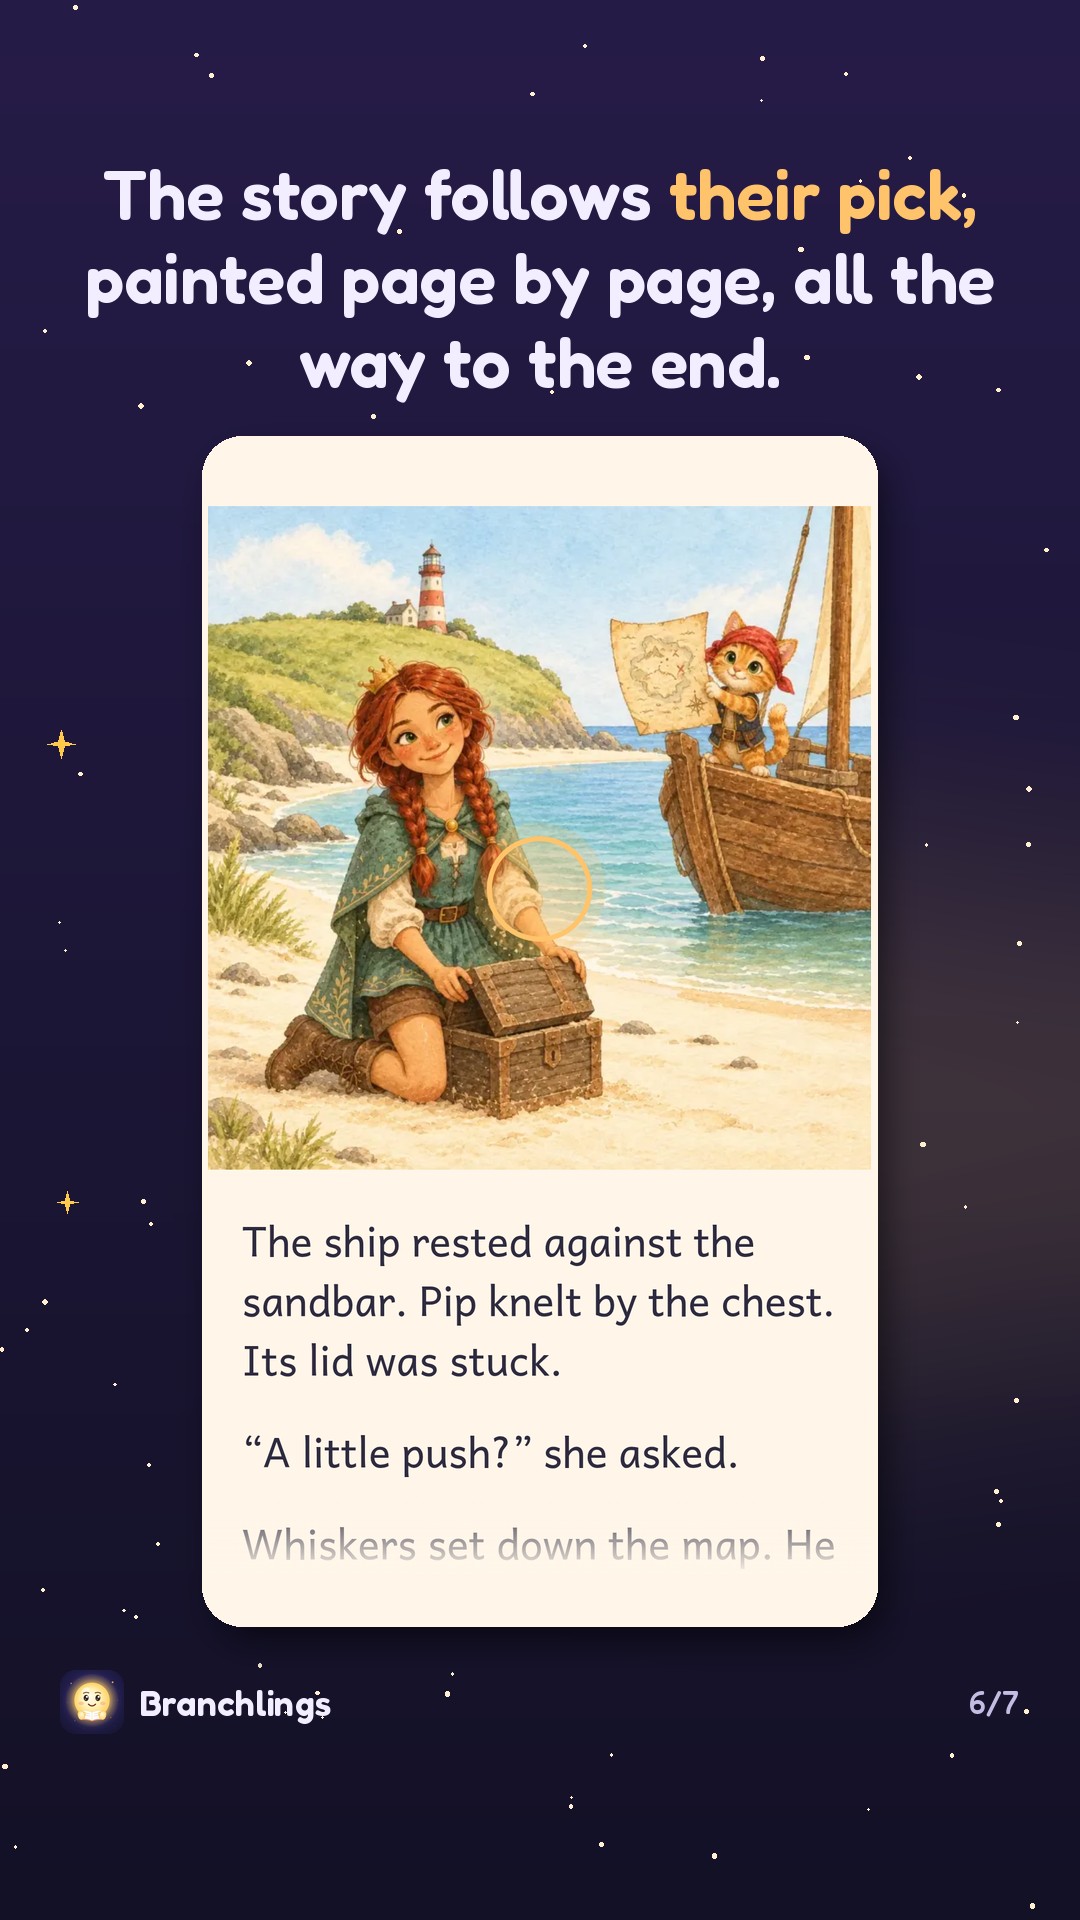 The story follows their pick,
painted page by page, all the
way to the end.
The ship rested against the
sandbar. Pip knelt by the chest.
Its lid was stuck.
“A little push?” she asked.
Whiskers set down the map. He
Branchlings
6/7